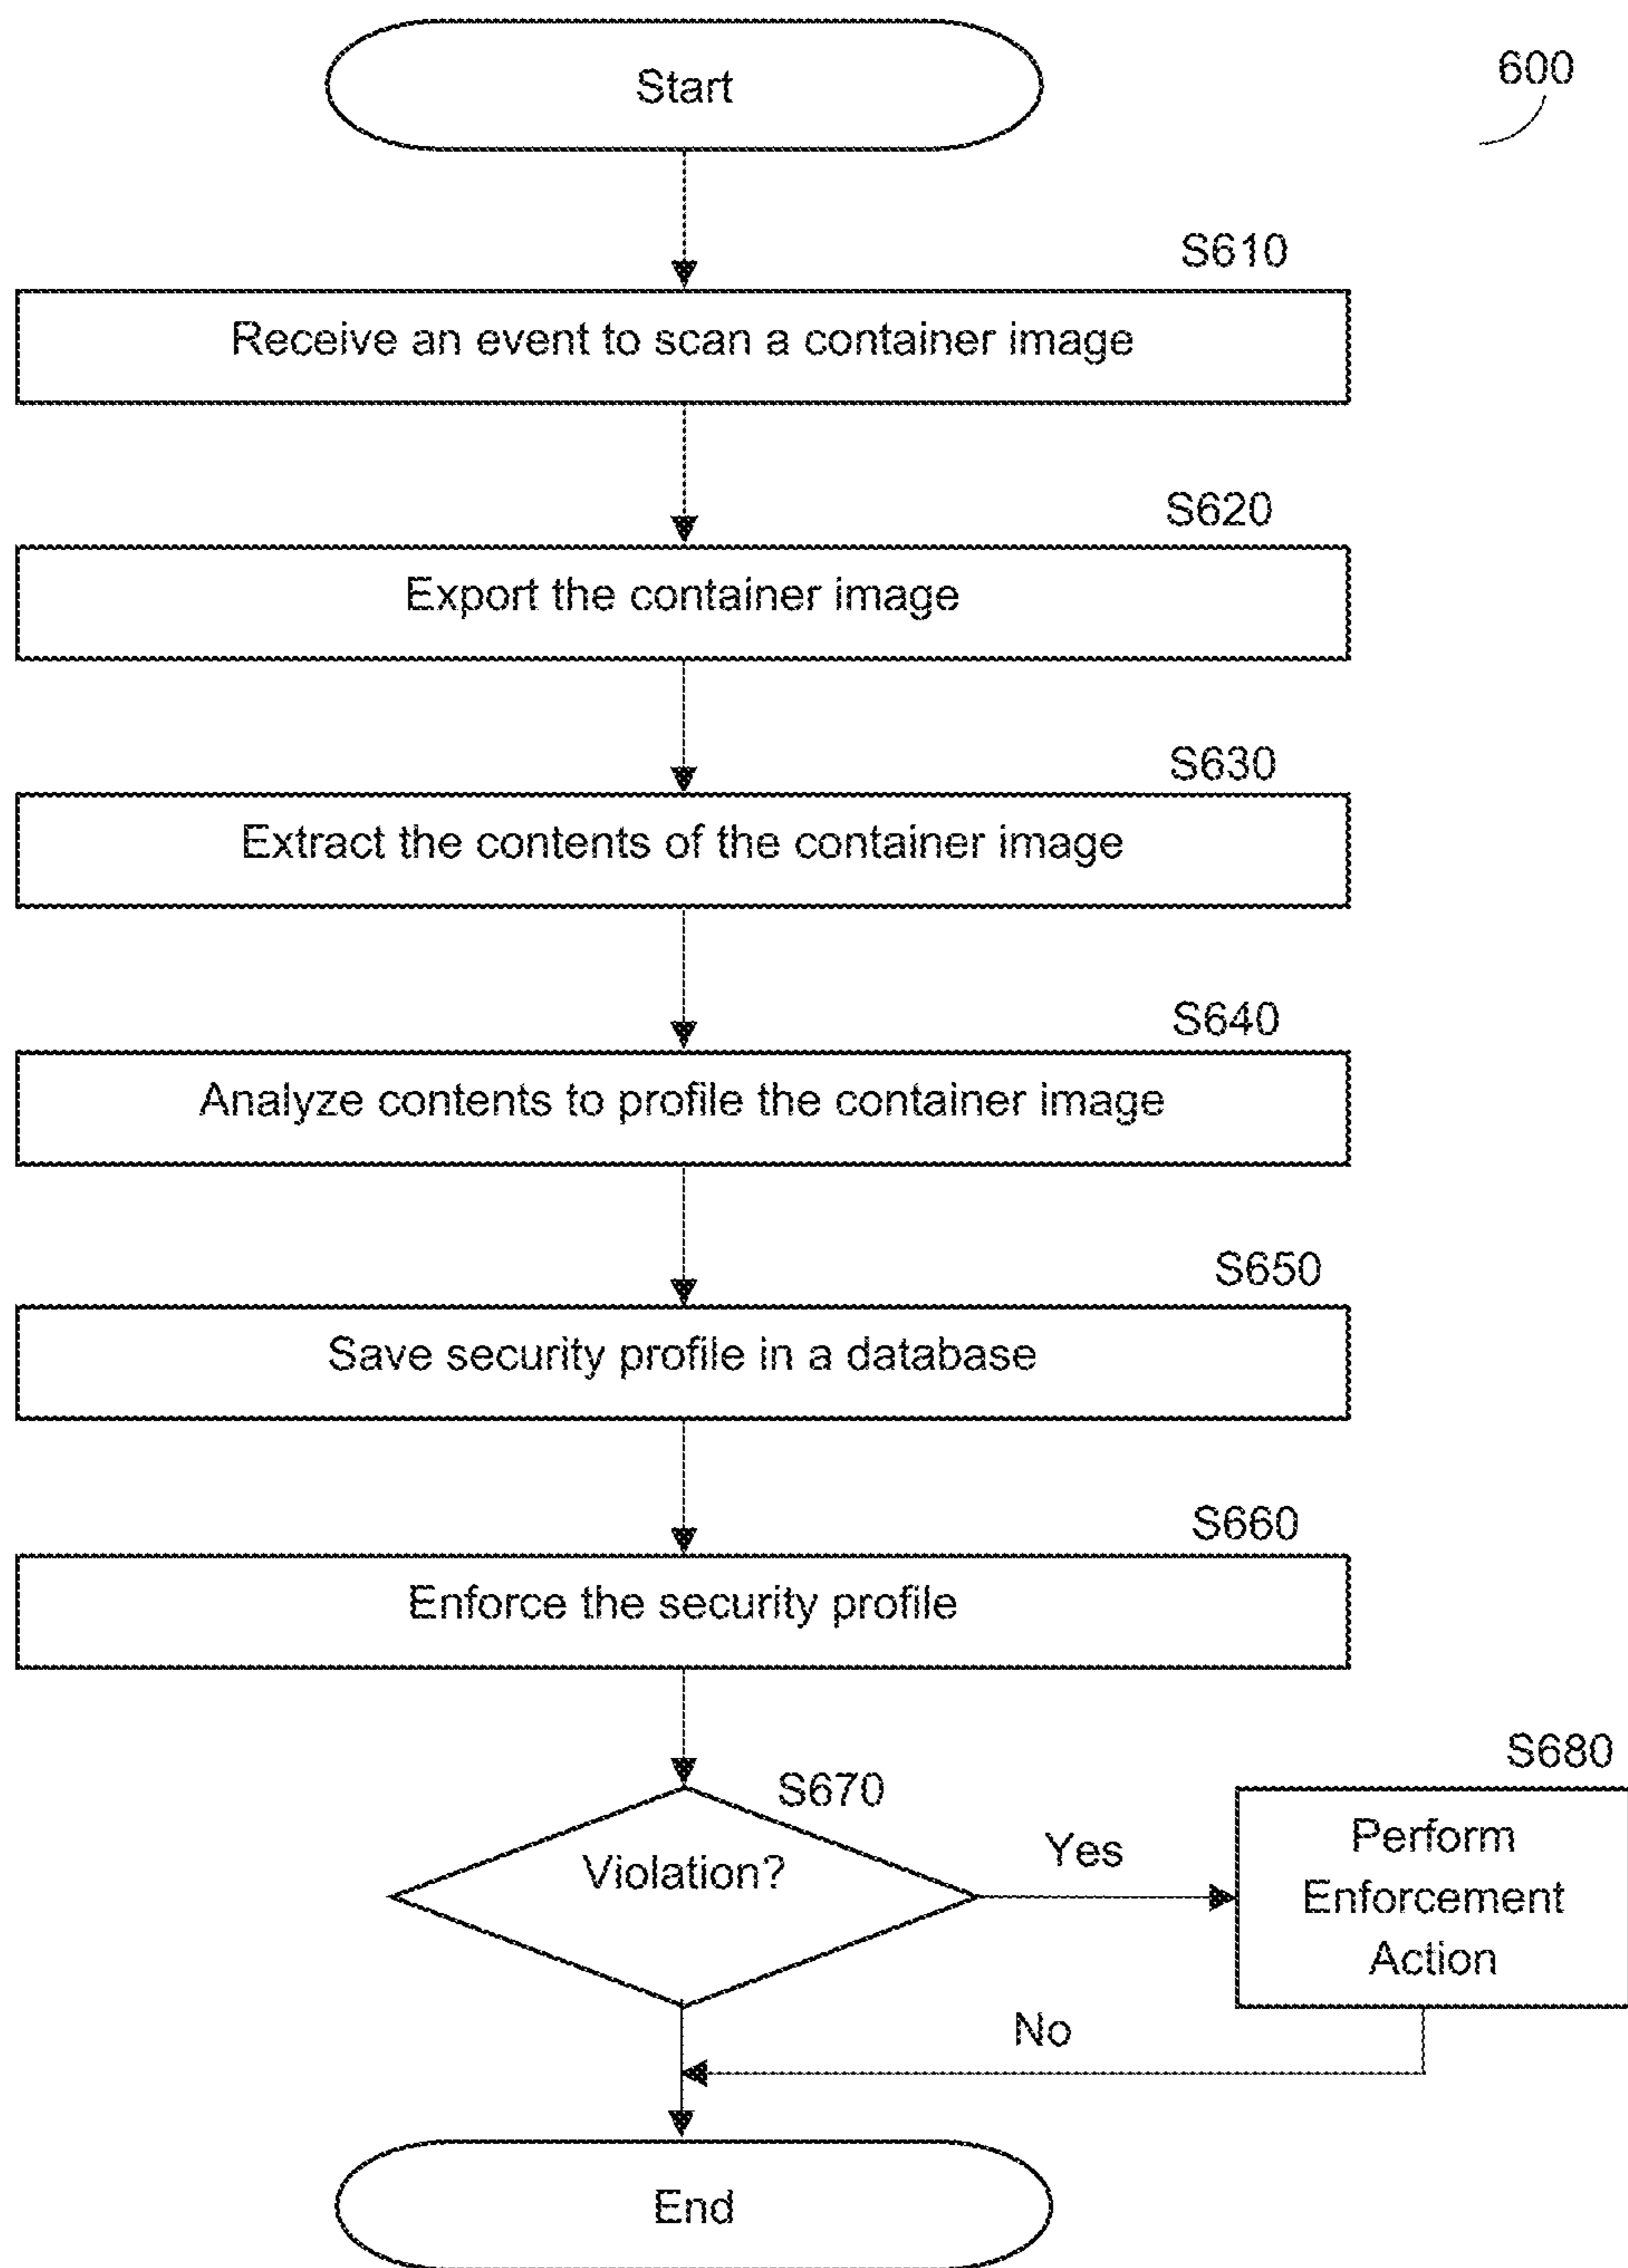 Start
600
S610
Receive an event to scan a container image
S620
Export the container image
S630
Extract the contents of the container image
S640
Analyze contents to profile the container image
S650
Save security profile in a database
S660
Enforce the security profile
S670
Violation?
Yes
S680
Perform
Enforcement
Action
No
End